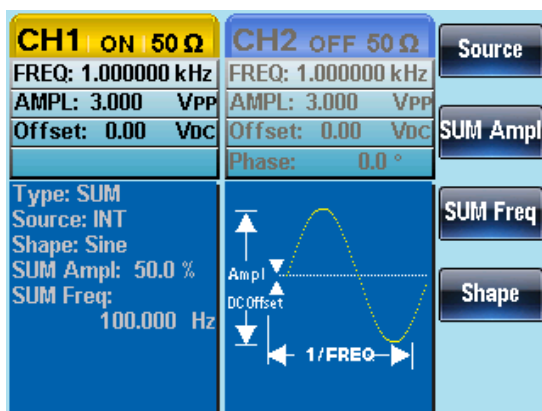 CH1 ON 50 Ω
FREQ: 1.000000 kHz
AMPL: 3.000 VPP
Offset: 0.00 VDC
CH2 OFF 50 Ω
FREQ: 1.000000 kHz
AMPL: 3.000 VPP
Offset: 0.00 VDC
Phase: 0.0 °
Type: SUM
Source: INT
Shape: Sine
SUM Ampl: 50.0 %
SUM Freq:
100.000 Hz
Ampl
DC Offset
1/FREQ
Source
SUM Ampl
SUM Freq
Shape